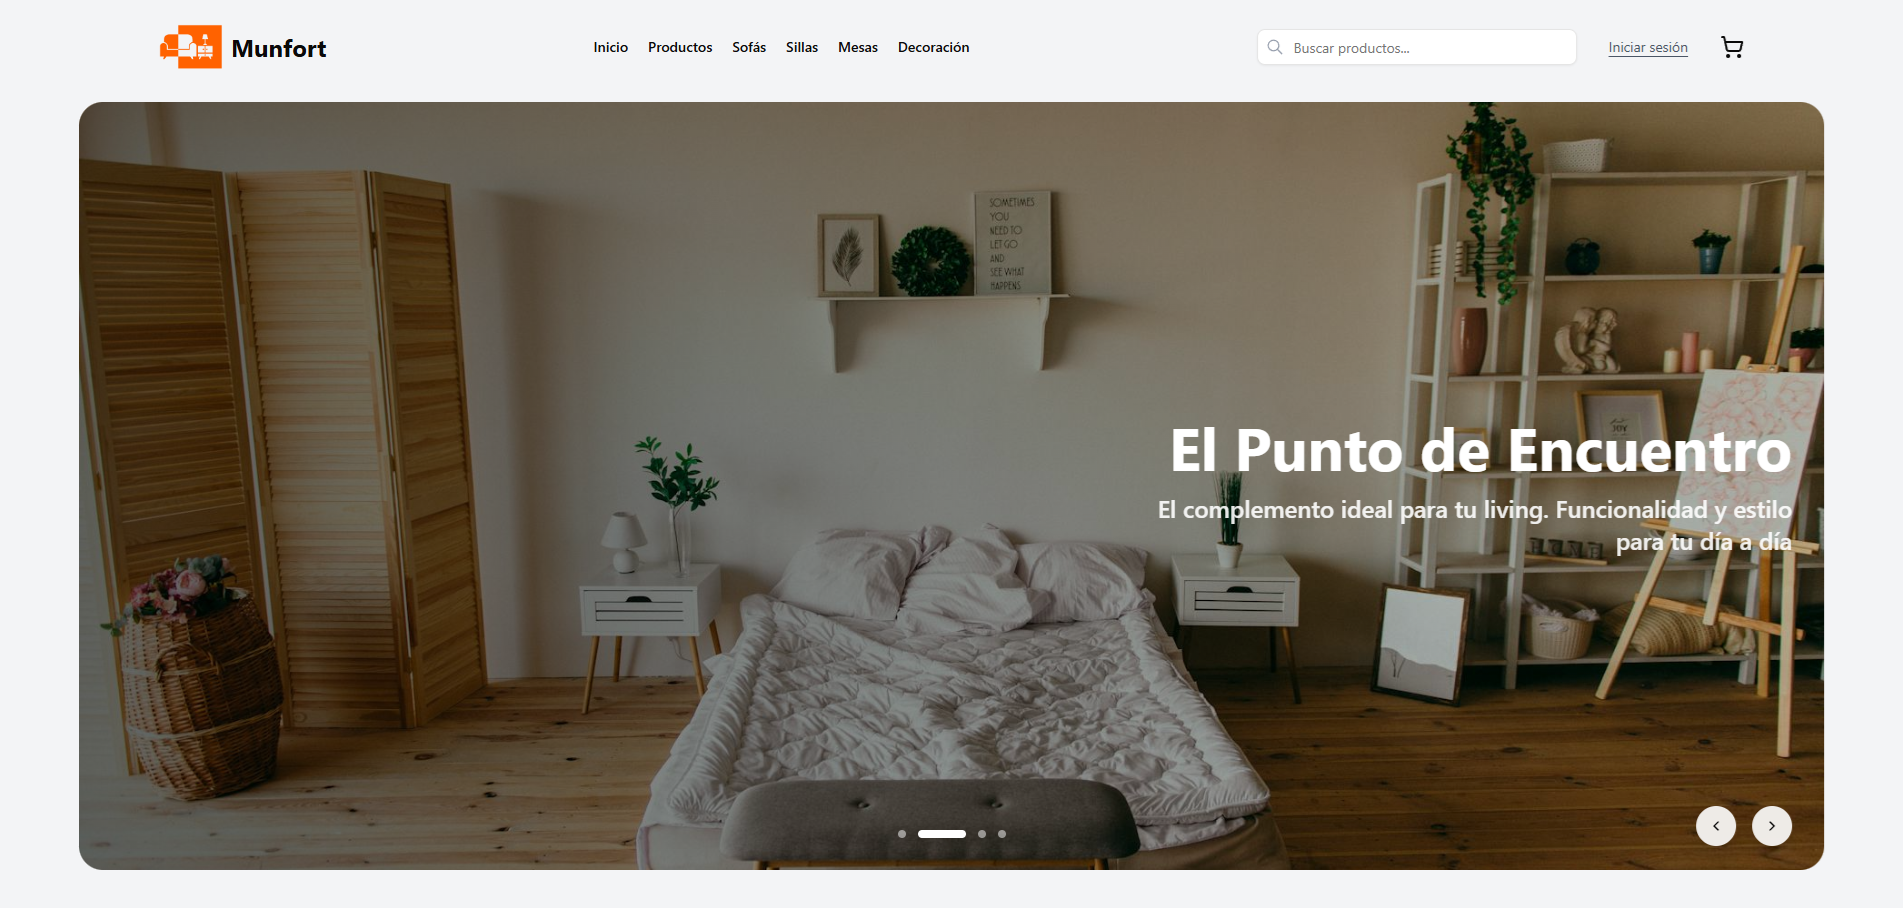 Munfort
Inicio
Productos
Sofás
Sillas
Mesas
Decoración
Buscar productos...
Iniciar sesión
SOMETIMES
YOU
NEED TO
LET GO
AND
SEE WHAT
HAPPENS
JOY
El Punto de Encuentro
El complemento ideal para tu living. Funcionalidad y estilo
para tu día a día